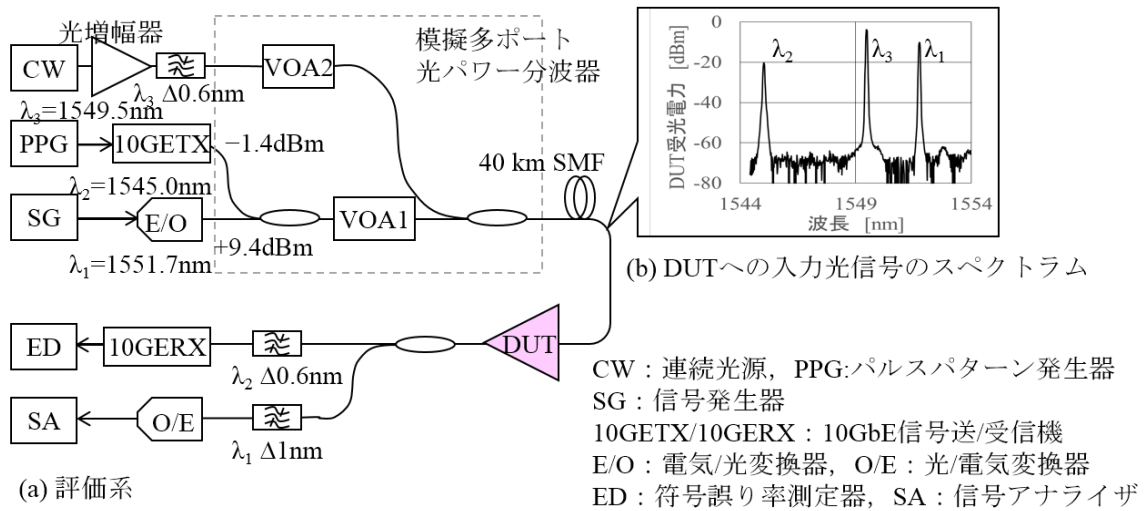 光増幅器
模擬多ポート
光パワー分波器
CW
VOA2
λ3 Δ0.6nm
λ3=1549.5nm
PPG
10GETX
−1.4dBm
λ2=1545.0nm
40 km SMF
SG
E/O
VOA1
+9.4dBm
λ1=1551.7nm
0
-20
-40
-60
-80
DUT受光電力 [dBm]
λ2
λ3
λ1
1544
1549
1554
波長 [nm]
(b) DUTへの入力光信号のスペクトラム
ED
10GERX
λ2 Δ0.6nm
DUT
SA
O/E
λ1 Δ1nm
(a) 評価系
CW：連続光源，PPG:パルスパターン発生器
SG：信号発生器
10GETX/10GERX：10GbE信号送/受信機
E/O：電気/光変換器，O/E：光/電気変換器
ED：符号誤り率測定器，SA：信号アナライザ